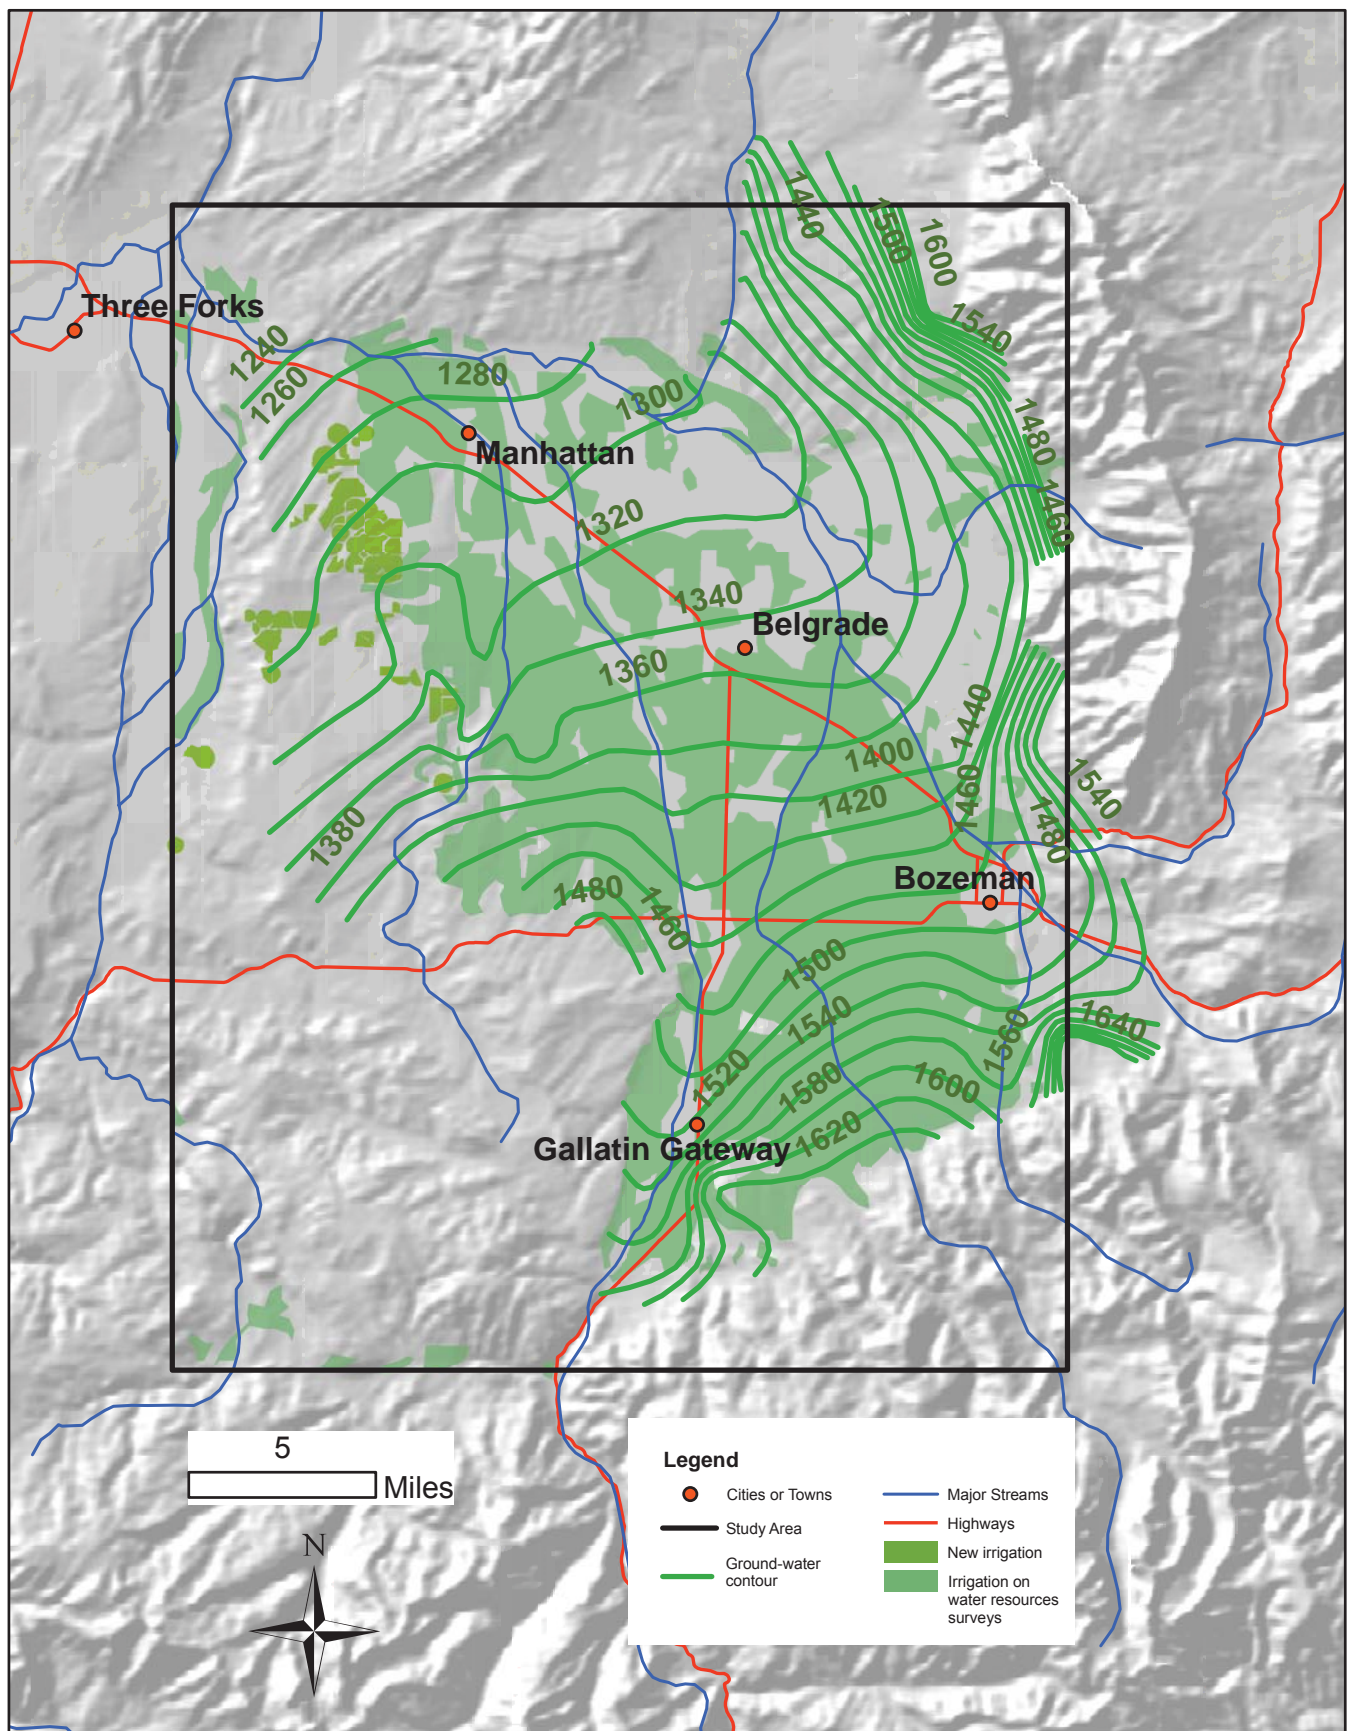 1440
1500
1600
Three Forks
1540
1240
1260
1280
1300
1480
Manhattan
1460
1320
1340
Belgrade
1360
1440
1400
1420
1460
1540
1480
1380
Bozeman
1480
1460
1500
1540
1560
1640
1520
1580
1600
1620
Gallatin Gateway
5
Miles
N
Legend
Cities or Towns
Study Area
Ground-water
contour
Major Streams
Highways
New irrigation
Irrigation on
water resources
surveys